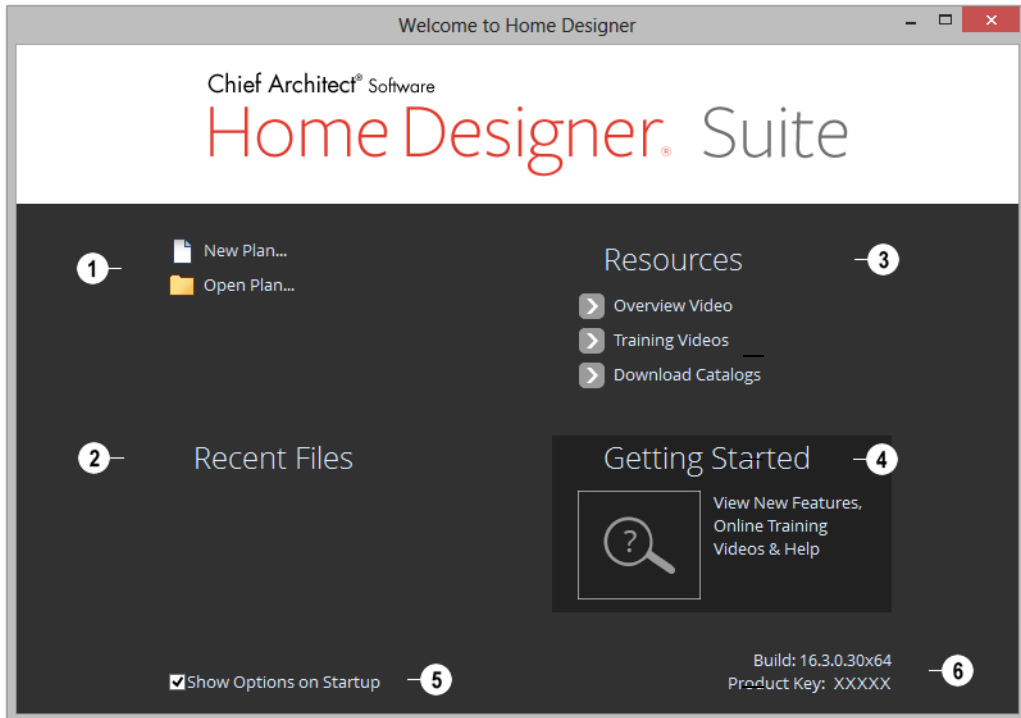 Welcome to Home Designer
Chief Architect® Software
Home Designer® Suite
1
New Plan...
Open Plan...
Resources
3
Overview Video
Training Videos
Download Catalogs
2
Recent Files
Getting Started
4
?
View New Features,
Online Training
Videos & Help
Show Options on Startup
5
Build: 16.3.0.30x64
Product Key: XXXXX
6